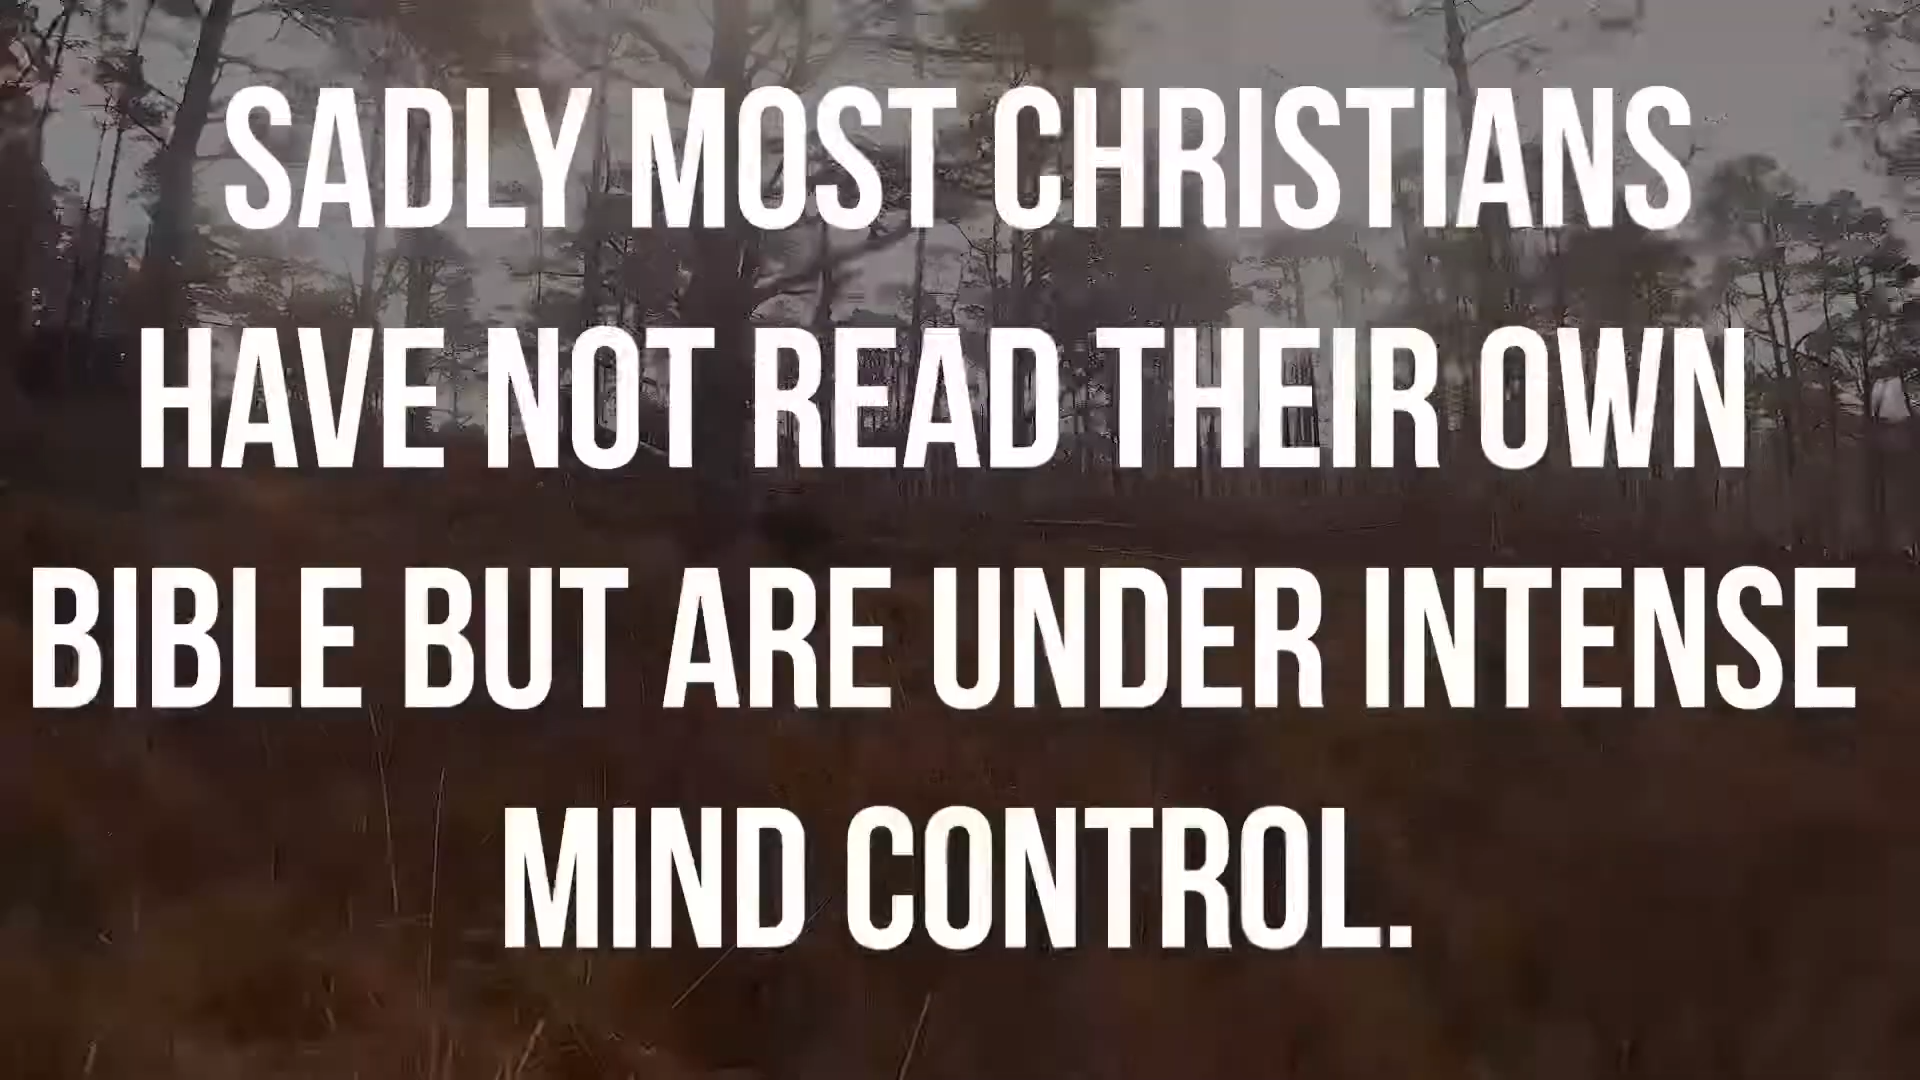 SADLY MOST CHRISTIANS
HAVE NOT READ THEIR OWN
BIBLE BUT ARE UNDER INTENSE
MIND CONTROL.